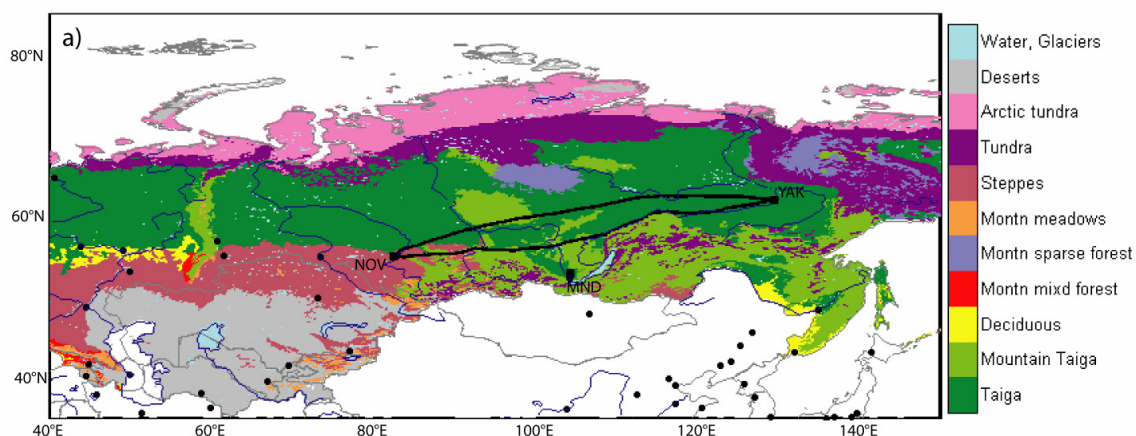 a)
80°N
60°N
40°N
40°E
60°E
80°E
100°E
120°E
140°E
NOV
MND
YAK
Water, Glaciers
Deserts
Arctic tundra
Tundra
Steppes
Montn meadows
Montn sparse forest
Montn mixd forest
Deciduous
Mountain Taiga
Taiga